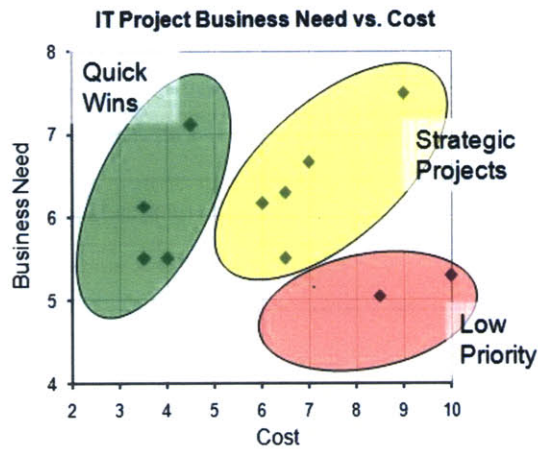 IT Project Business Need vs. Cost
8
Quick
Wins
7
Strategic
Projects
Business Need
6
5
Low
Priority
4
2 3 4 5 6 7 8 9 10
Cost